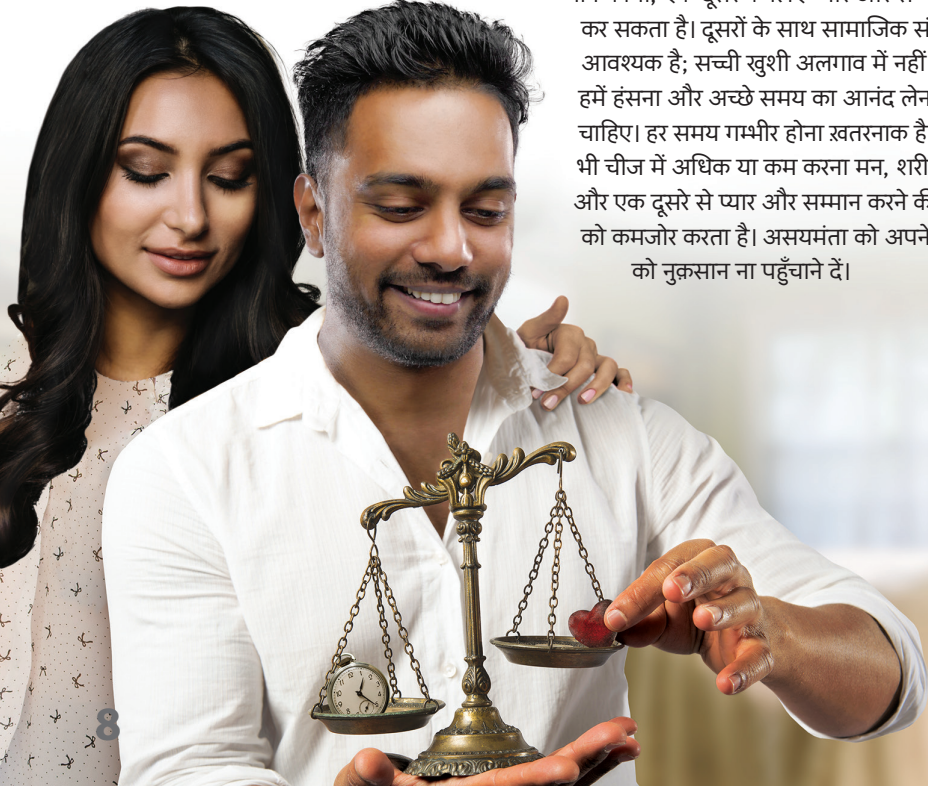 कर सकता है। दूसरों के साथ सामाजिक
आवश्यक है; सच्ची खुशी अलगाव में नहीं
हमें हंसना और अच्छे समय का आनंद लेन
चाहिए। हर समय गम्भीर होना ख़तरनाक है
भी चीज में अधिक या कम करना मन, शरी
और एक दूसरे से प्यार और सम्मान करने की
को कमजोर करता है। असयमंता को अपने
को नुक़सान ना पहुँचाने दें।
8